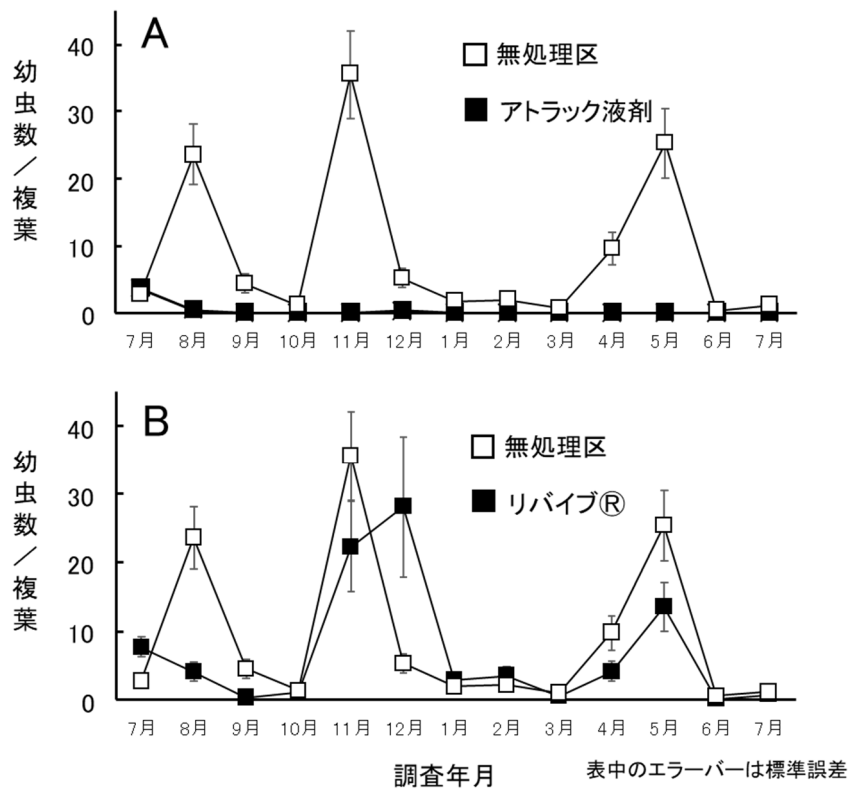 A
無処理区
アトラック液剤
幼虫数／複葉
40
30
20
10
0
7月 8月 9月 10月 11月 12月 1月 2月 3月 4月 5月 6月 7月
B
無処理区
リバイブⓇ
幼虫数／複葉
40
30
20
10
0
7月 8月 9月 10月 11月 12月 1月 2月 3月 4月 5月 6月 7月
調査年月
表中のエラーバーは標準誤差